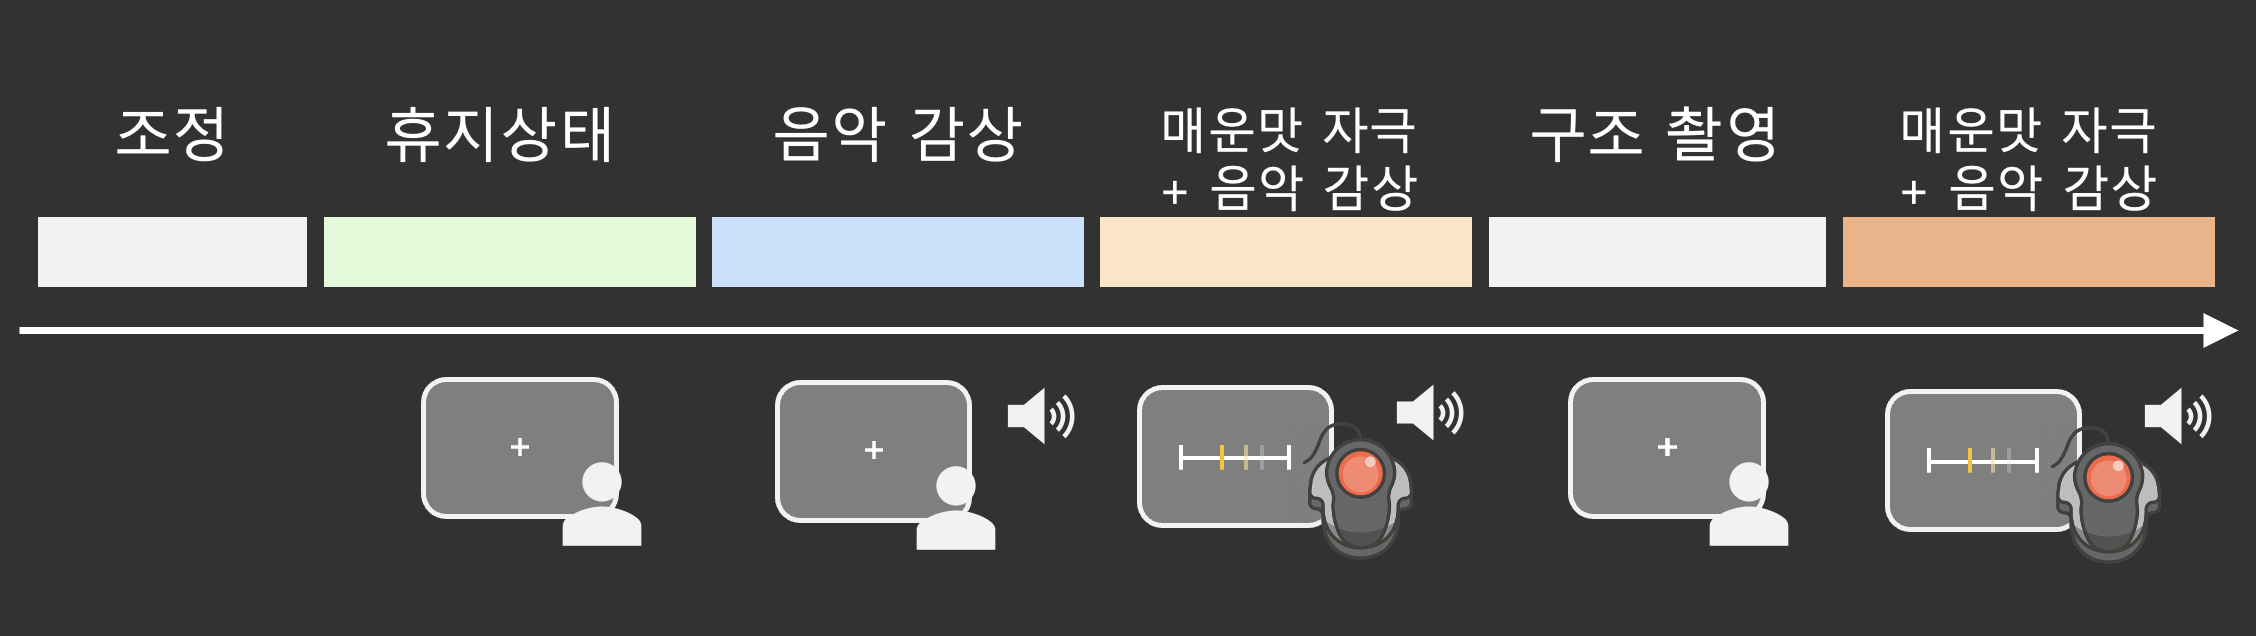 조정
휴지상태
음악 감상
매운맛 자극
+ 음악 감상
구조 촬영
매운맛 자극
+ 음악 감상